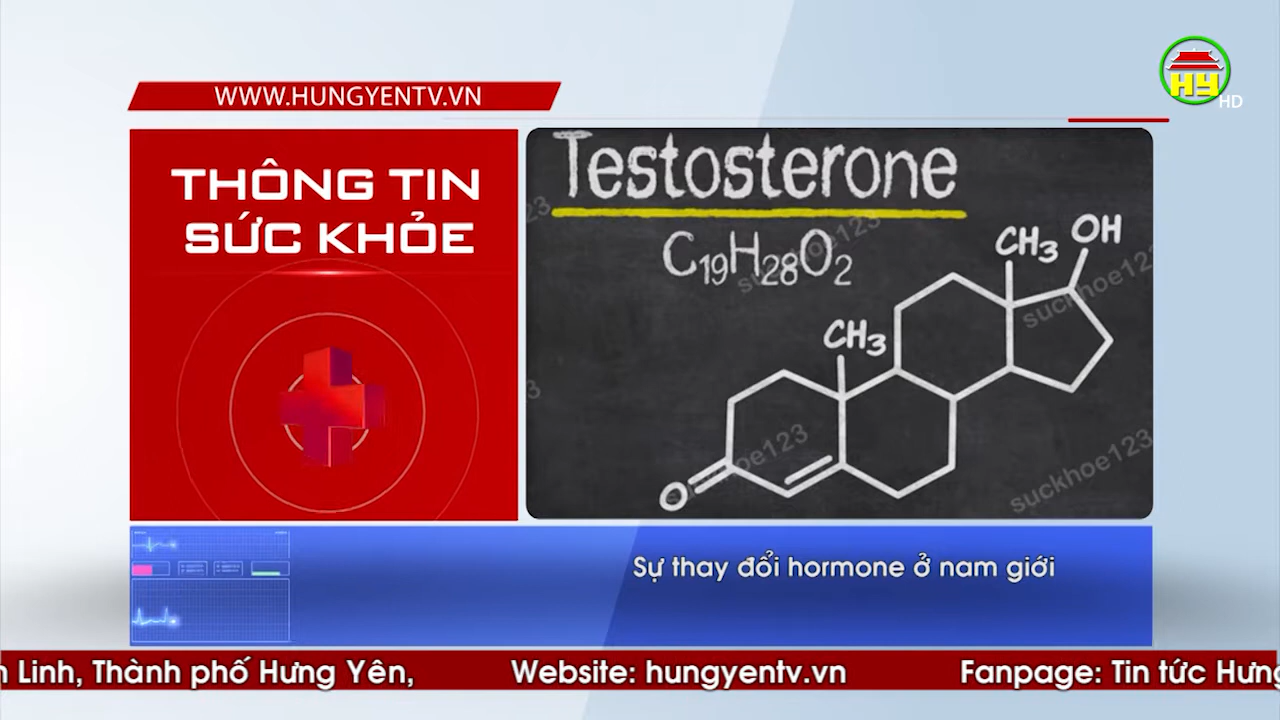 WWW.HUNGYENTV.VN
HY
HD
THÔNG TIN
SỨC KHỎE
Testosterone
C19H28O2
CH3
OH
CH3
O
suckhoe123
suckhoe123
suckhoe123
Sự thay đổi hormone ở nam giới
Linh, Thành phố Hưng Yên, Website: hungyentv.vn Fanpage: Tin tức Hưng